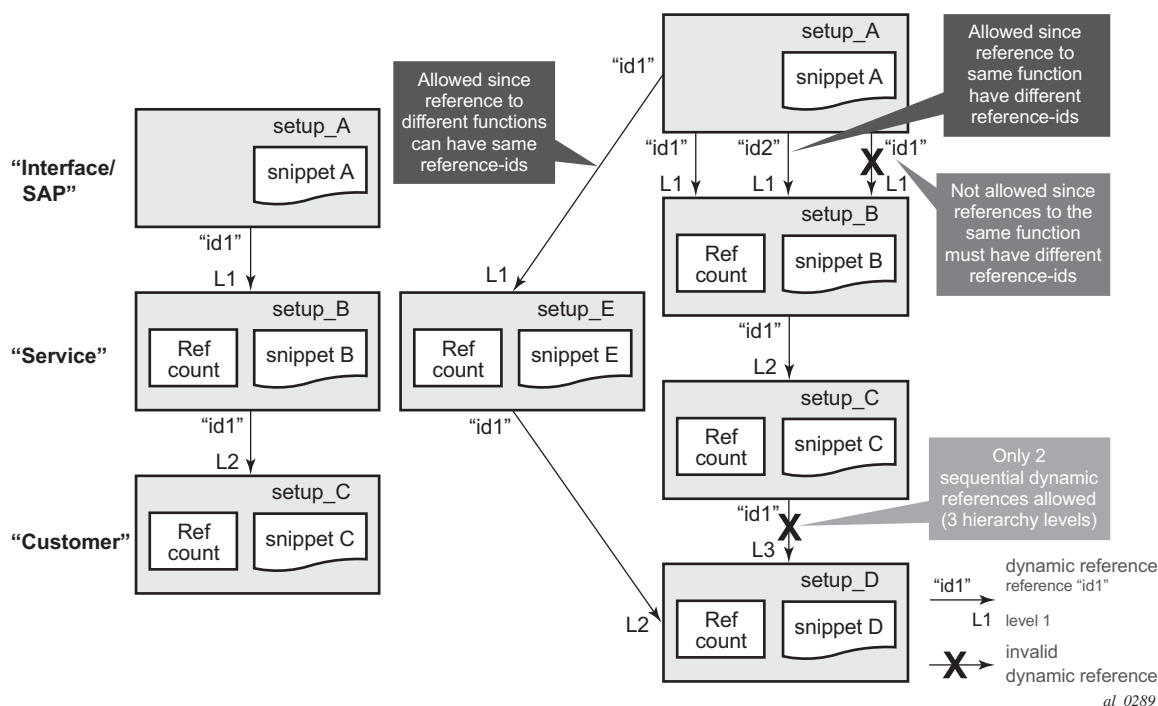 "Interface/
SAP"
"Service"
"Customer"
setup_A
snippet A
"id1"
L1
setup_B
Ref
count
snippet B
"id1"
L2
setup_C
Ref
count
snippet C
Allowed since
reference to
different functions
can have same
reference-ids
"id1"
L1
setup_E
Ref
count
snippet E
"id1"
L2
setup_A
snippet A
Allowed since
reference to
same function
have different
reference-ids
"id1"
"id2"
X
"id1"
L1
L1
L1
Not allowed since
references to the
same function
must have different
reference-ids
setup_B
Ref
count
snippet B
"id1"
L2
setup_C
Ref
count
snippet C
Only 2
sequential dynamic
references allowed
(3 hierarchy levels)
"id1"
X
L3
setup_D
Ref
count
snippet D
"id1"
dynamic reference
reference "id1"
L1
level 1
X
invalid
dynamic reference
al_0289